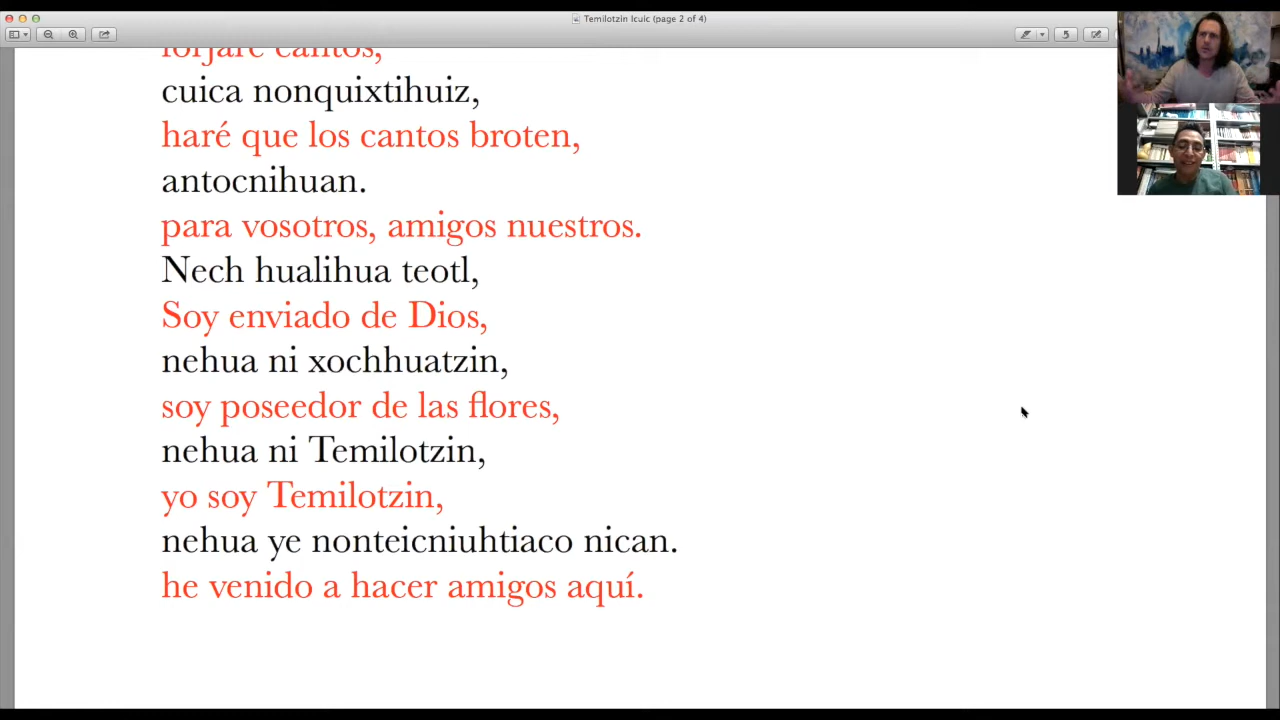 Temilotzin Icuic (page 2 of 4)
forjaré cantos,
cuica nonquixtihuiz,
haré que los cantos broten,
antocnihuan.
para vosotros, amigos nuestros.
Nech hualihua teotl,
Soy enviado de Dios,
nehua ni xochhuatzin,
soy poseedor de las flores,
nehua ni Temilotzin,
yo soy Temilotzin,
nehua ye nonteicniuhtiaco nican.
he venido a hacer amigos aquí.